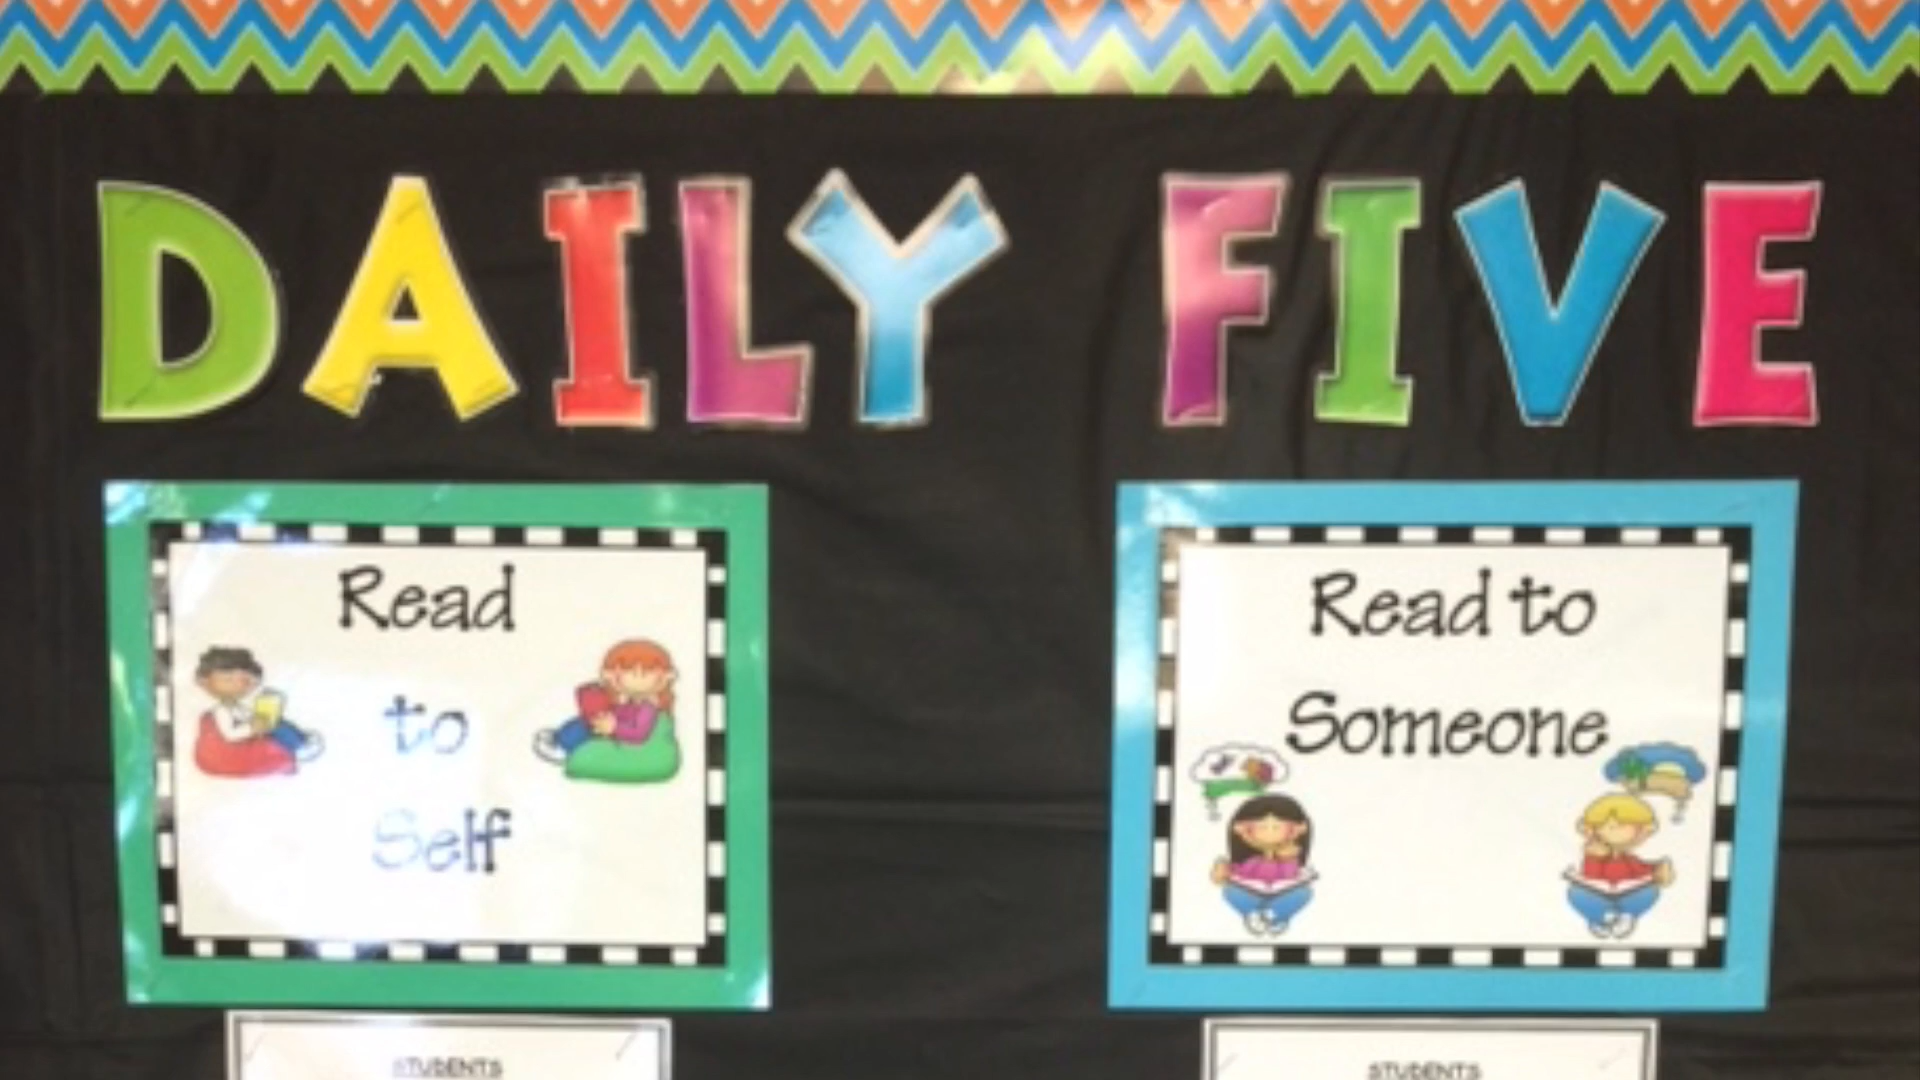 DAILY FIVE
Read
to
Self
Read to
Someone
STUDENTS
STUDENTS